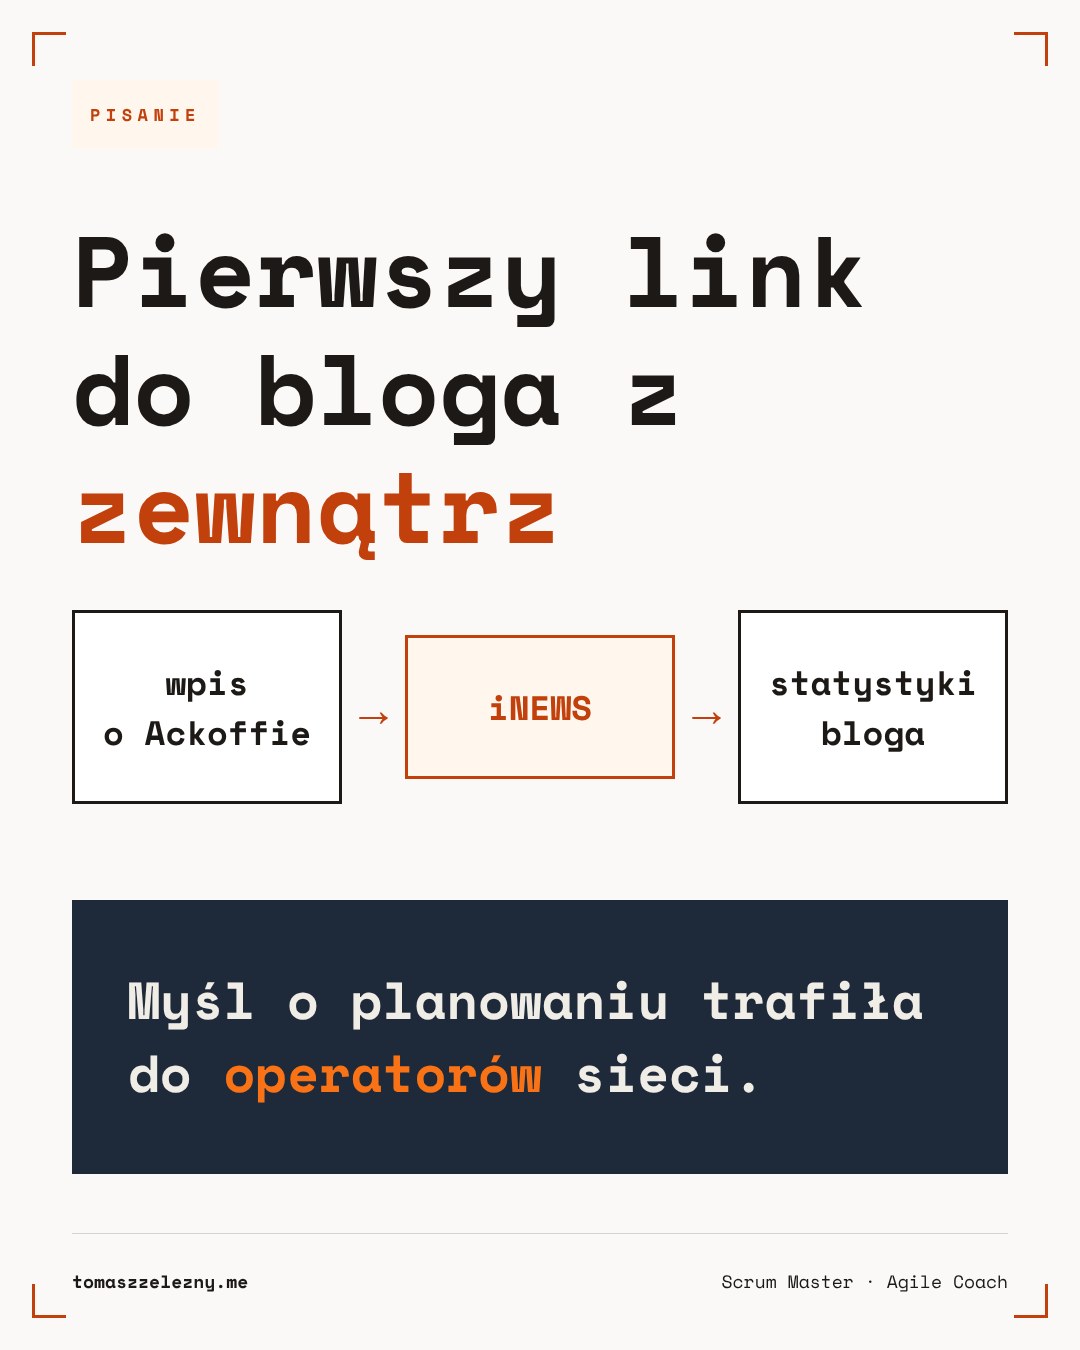 PISANIE
Pierwszy link
do bloga z
zewnątrz
wpis
o Ackoffie
→
iNEWS
→
statystyki
bloga
Myśl o planowaniu trafiła
do operatorów sieci.
tomaszzelezny.me
Scrum Master · Agile Coach